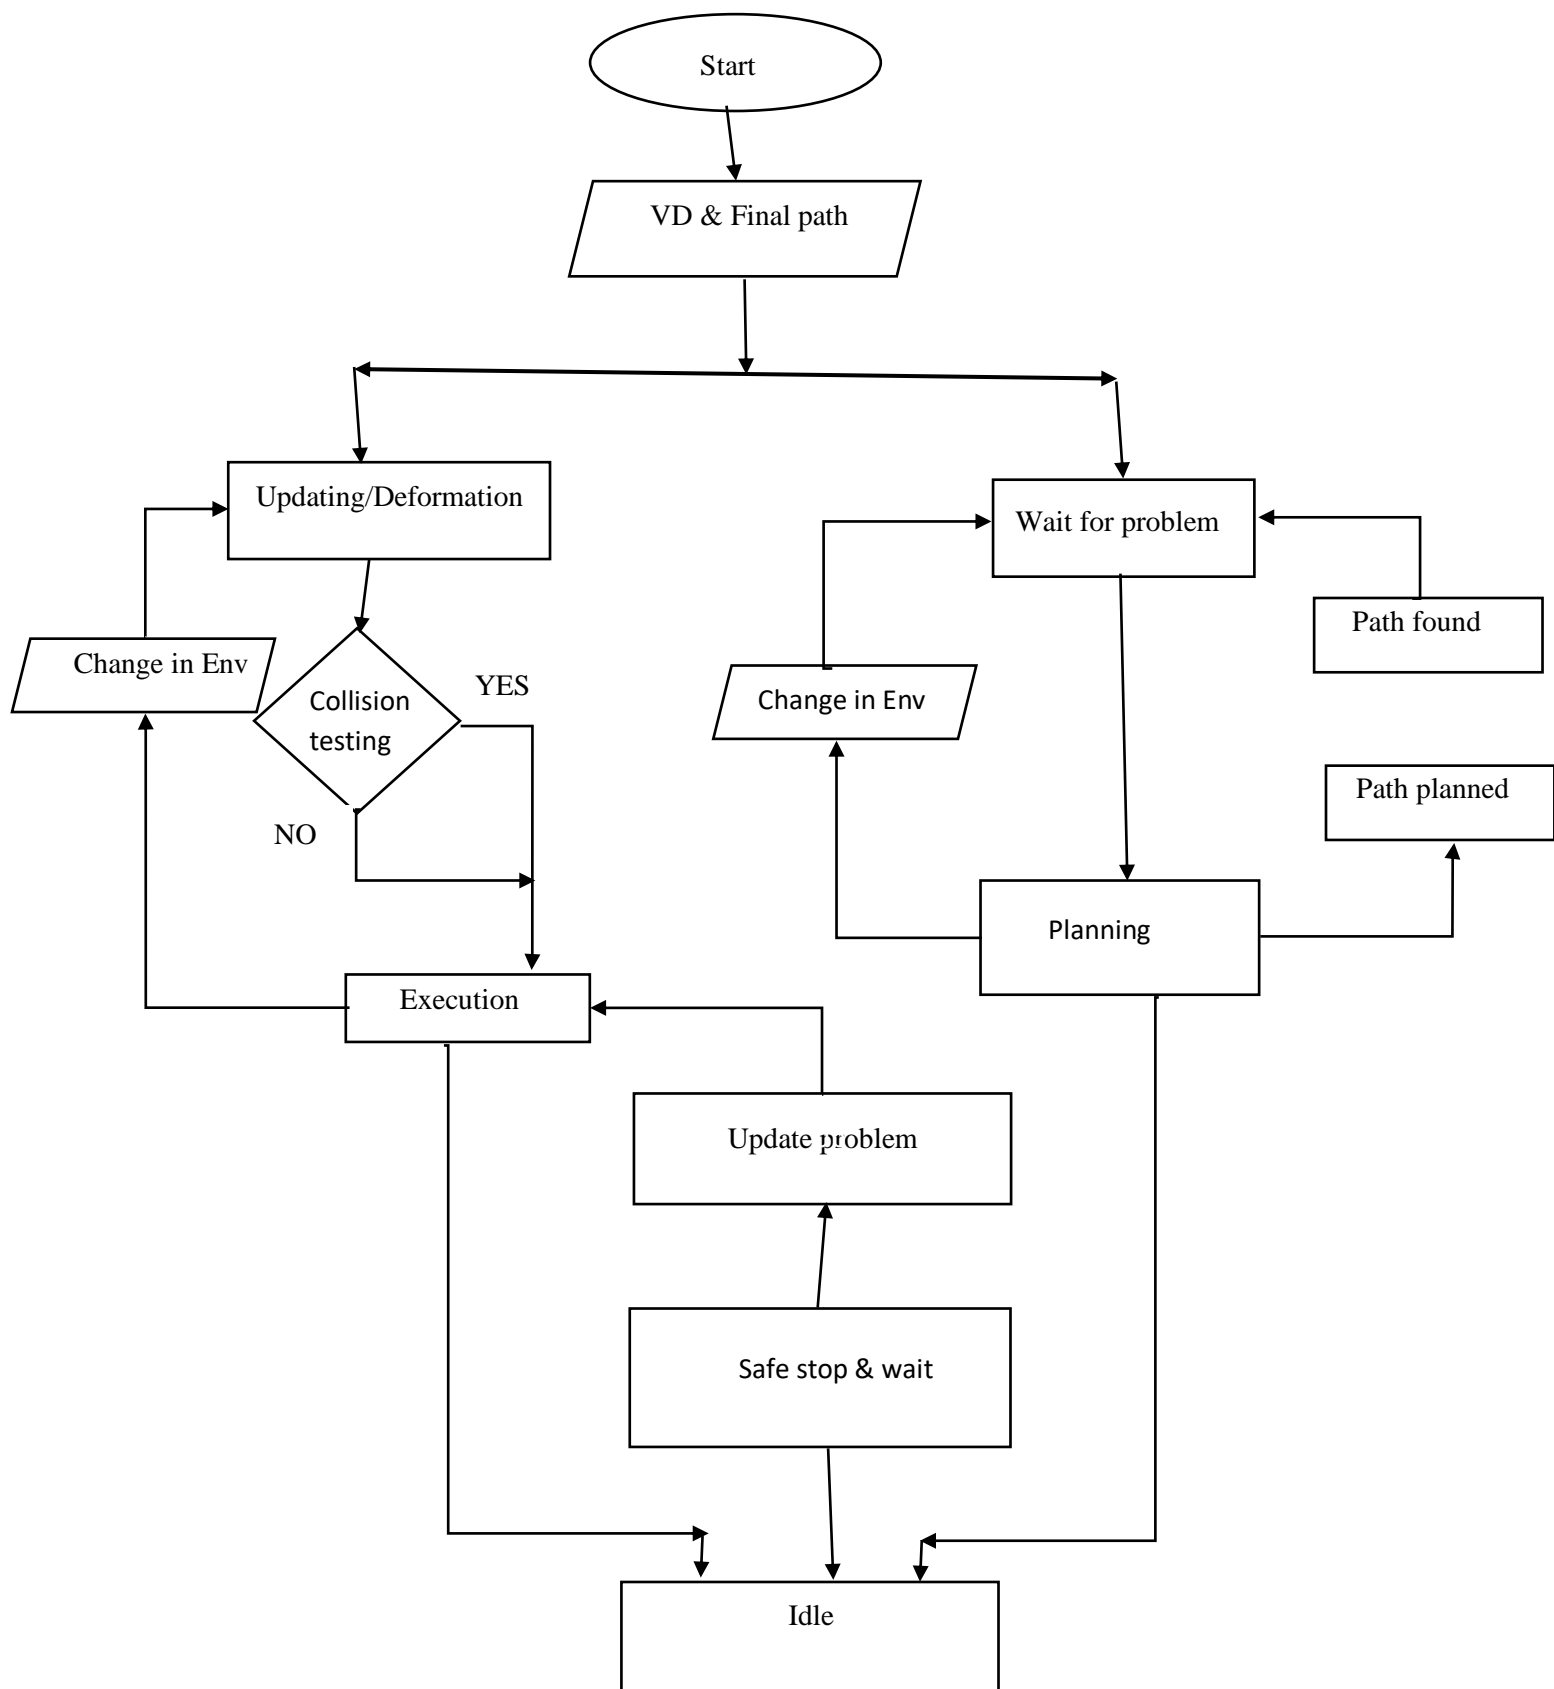 Start
VD & Final path
Updating/Deformation
Wait for problem
Path found
Change in Env
YES
Collision
testing
Change in Env
Path planned
NO
Planning
Execution
Update problem
Safe stop & wait
Idle